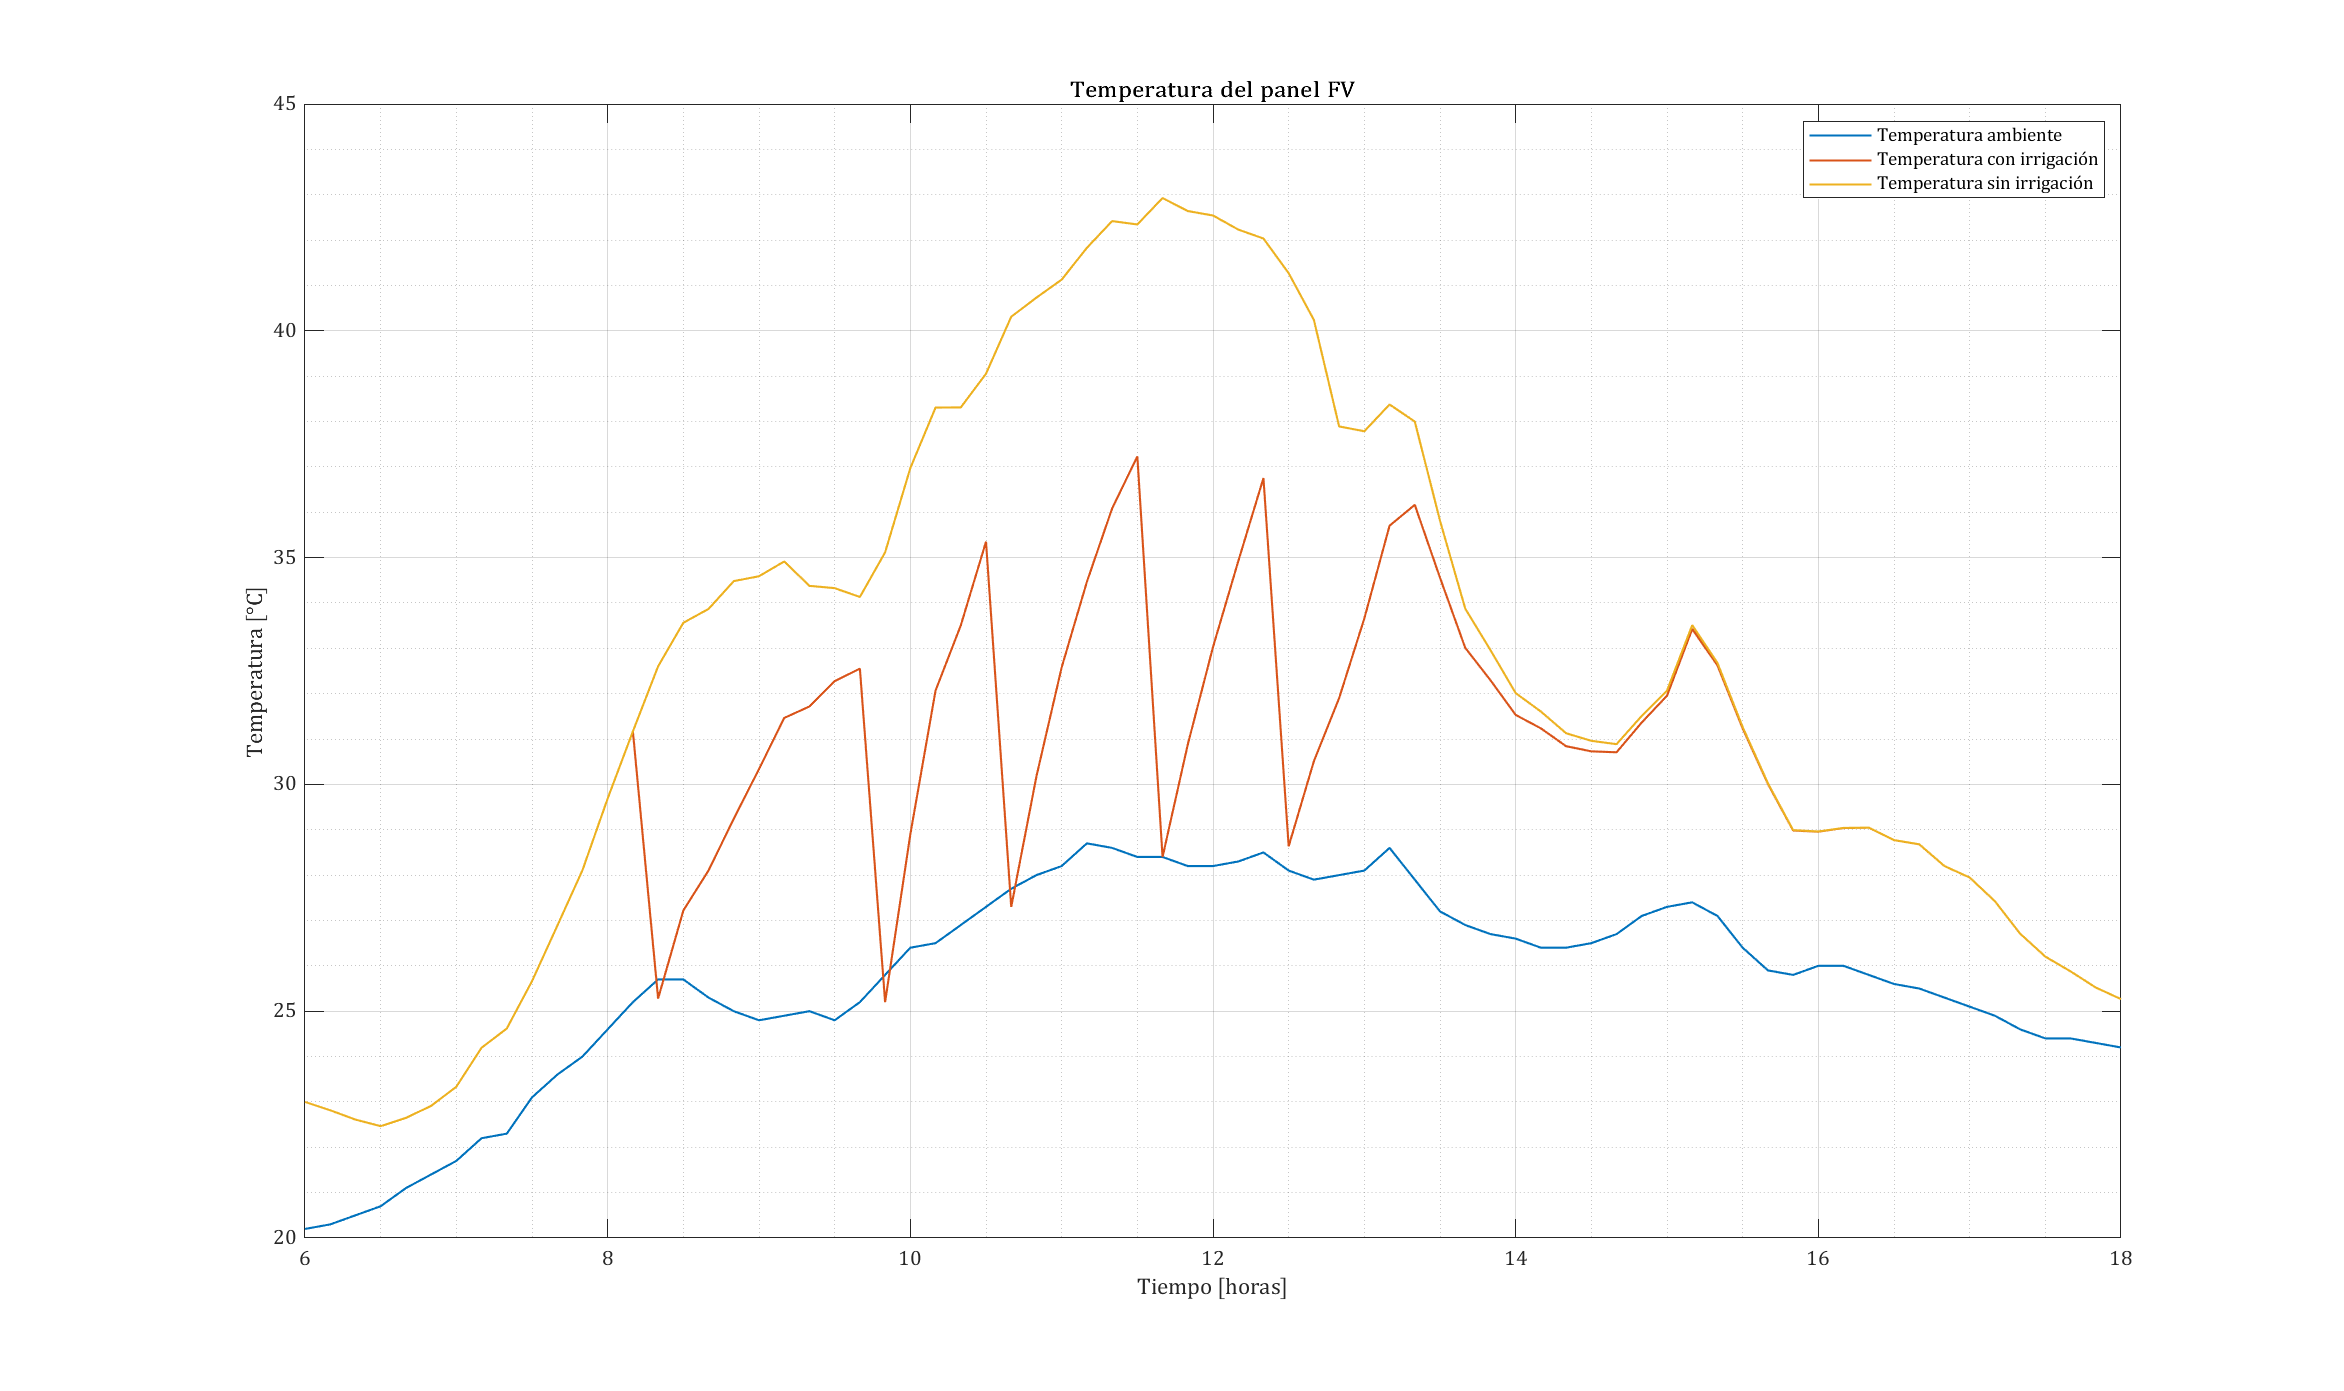 Temperatura del panel FV
Temperatura ambiente
Temperatura con irrigación
Temperatura sin irrigación
45
40
35
30
25
20
Temperatura [°C]
6 8 10 12 14 16 18
Tiempo [horas]